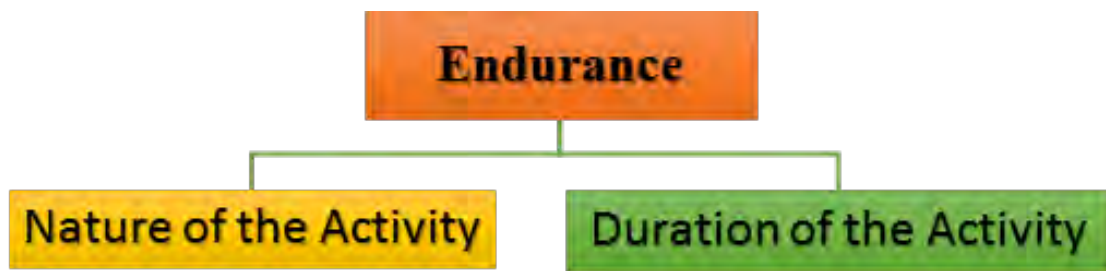 Endurance
Nature of the Activity
Duration of the Activity